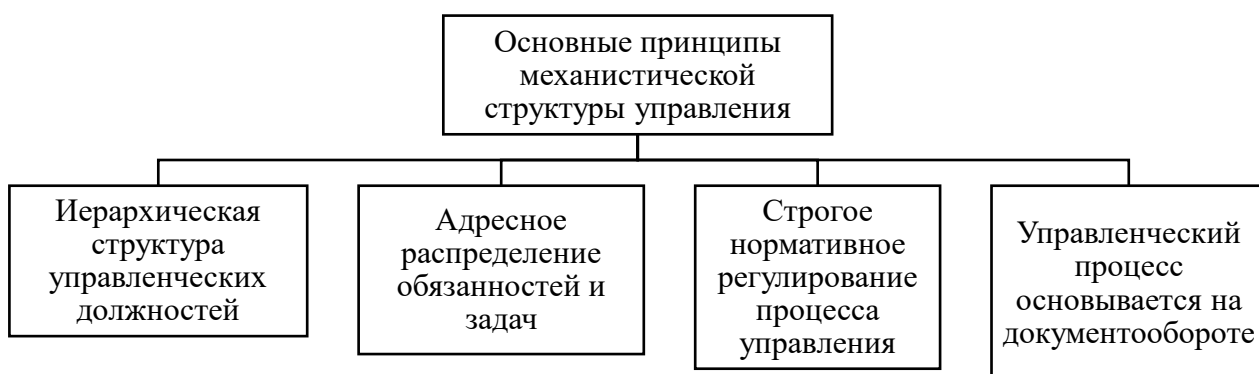 Основные принципы
механистической
структуры управления
Иерархическая
структура
управленческих
должностей
Адресное
распределение
обязанностей и
задач
Строгое
нормативное
регулирование
процесса
управления
Управленческий
процесс
основывается на
документообороте